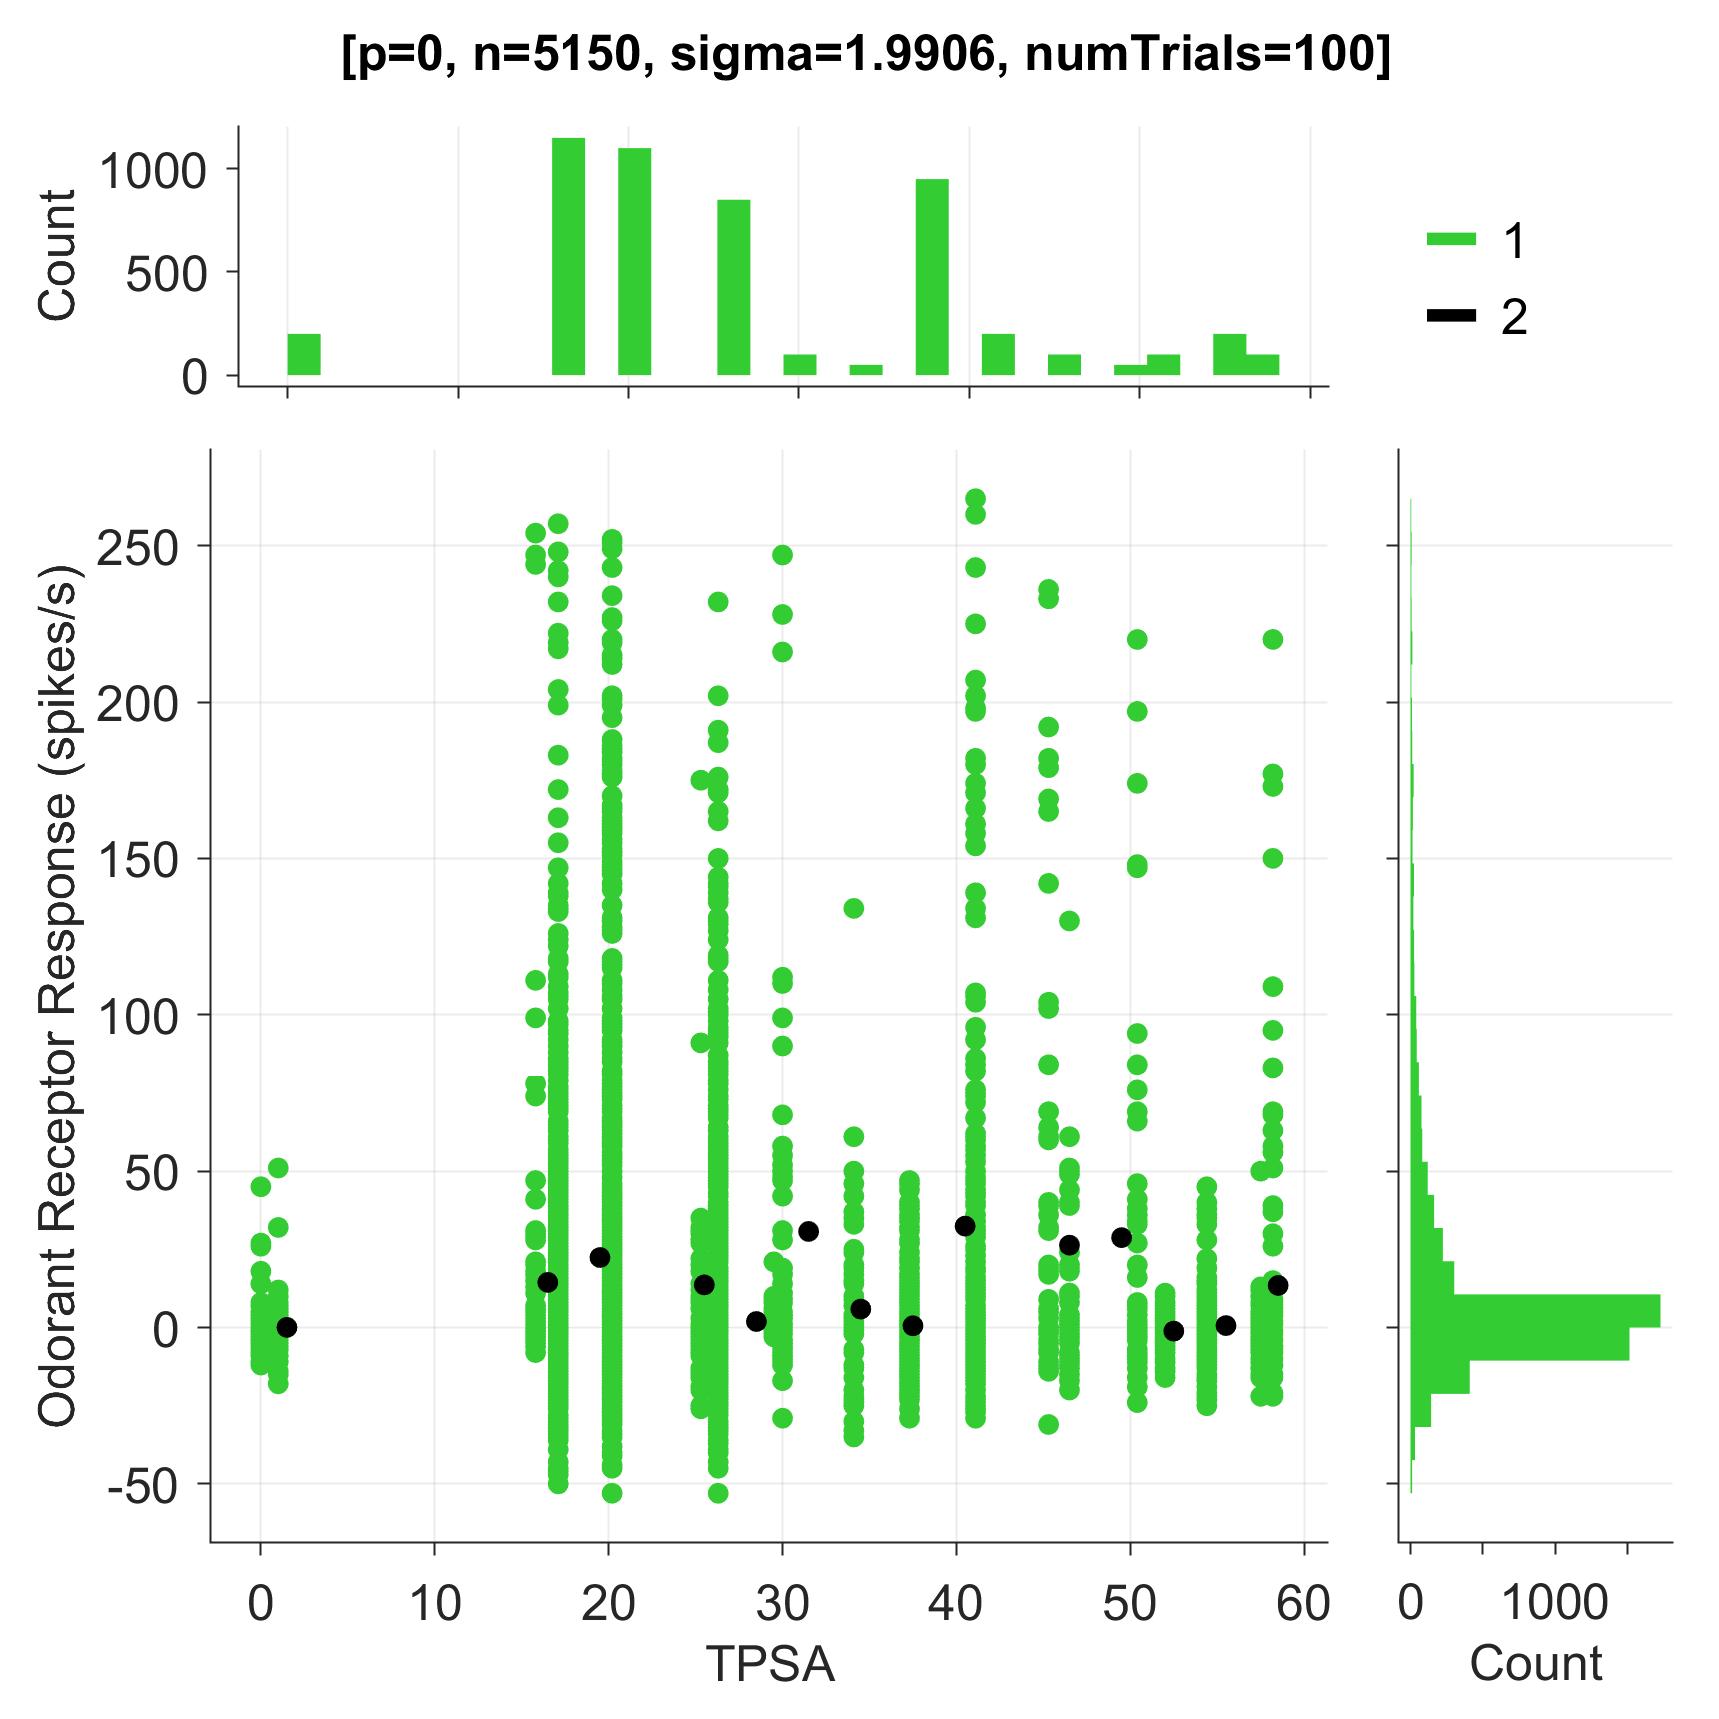 [p=0, n=5150, sigma=1.9906, numTrials=100]
Count
1000
500
0
1
2
Odorant Receptor Response (spikes/s)
250
200
150
100
50
0
-50
0 10 20 30 40 50 60
TPSA
0 1000
Count